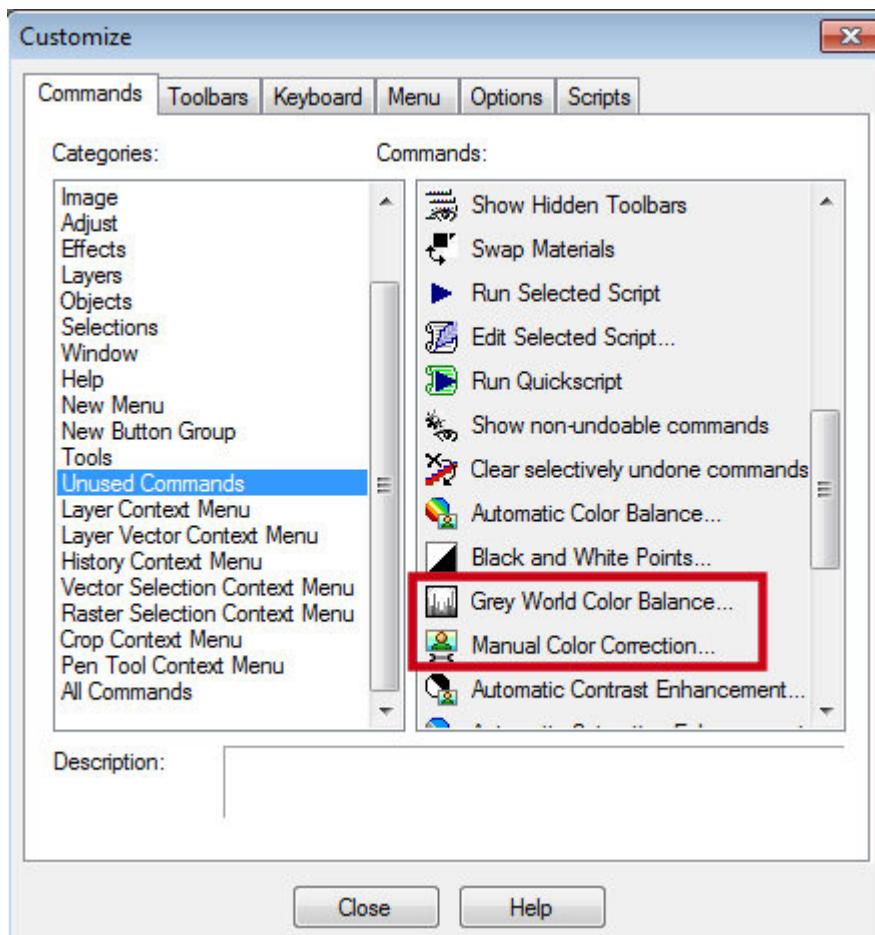 Customize
Commands Toolbars Keyboard Menu Options Scripts
Categories:
Commands:
Image
Adjust
Effects
Layers
Objects
Selections
Window
Help
New Menu
New Button Group
Tools
Unused Commands
Layer Context Menu
Layer Vector Context Menu
History Context Menu
Vector Selection Context Menu
Raster Selection Context Menu
Crop Context Menu
Pen Tool Context Menu
All Commands
Show Hidden Toolbars
Swap Materials
Run Selected Script
Edit Selected Script...
Run Quickscript
Show non-undoable commands
Clear selectively undone commands
Automatic Color Balance...
Black and White Points...
Grey World Color Balance...
Manual Color Correction...
Automatic Contrast Enhancement...
Description:
Close Help